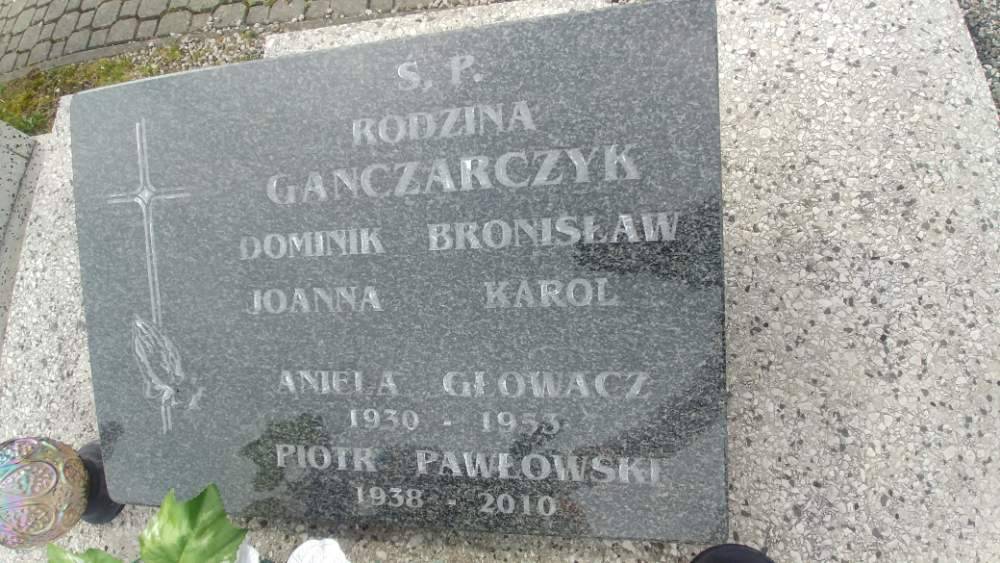 Ś. P.
RODZINA
GANCZARCZYK
DOMINIK BRONISŁAW
JOANNA KAROL
ANIELA GŁOWACZ
1930 - 1953
PIOTR PAWŁOWSKI
1938 - 2010